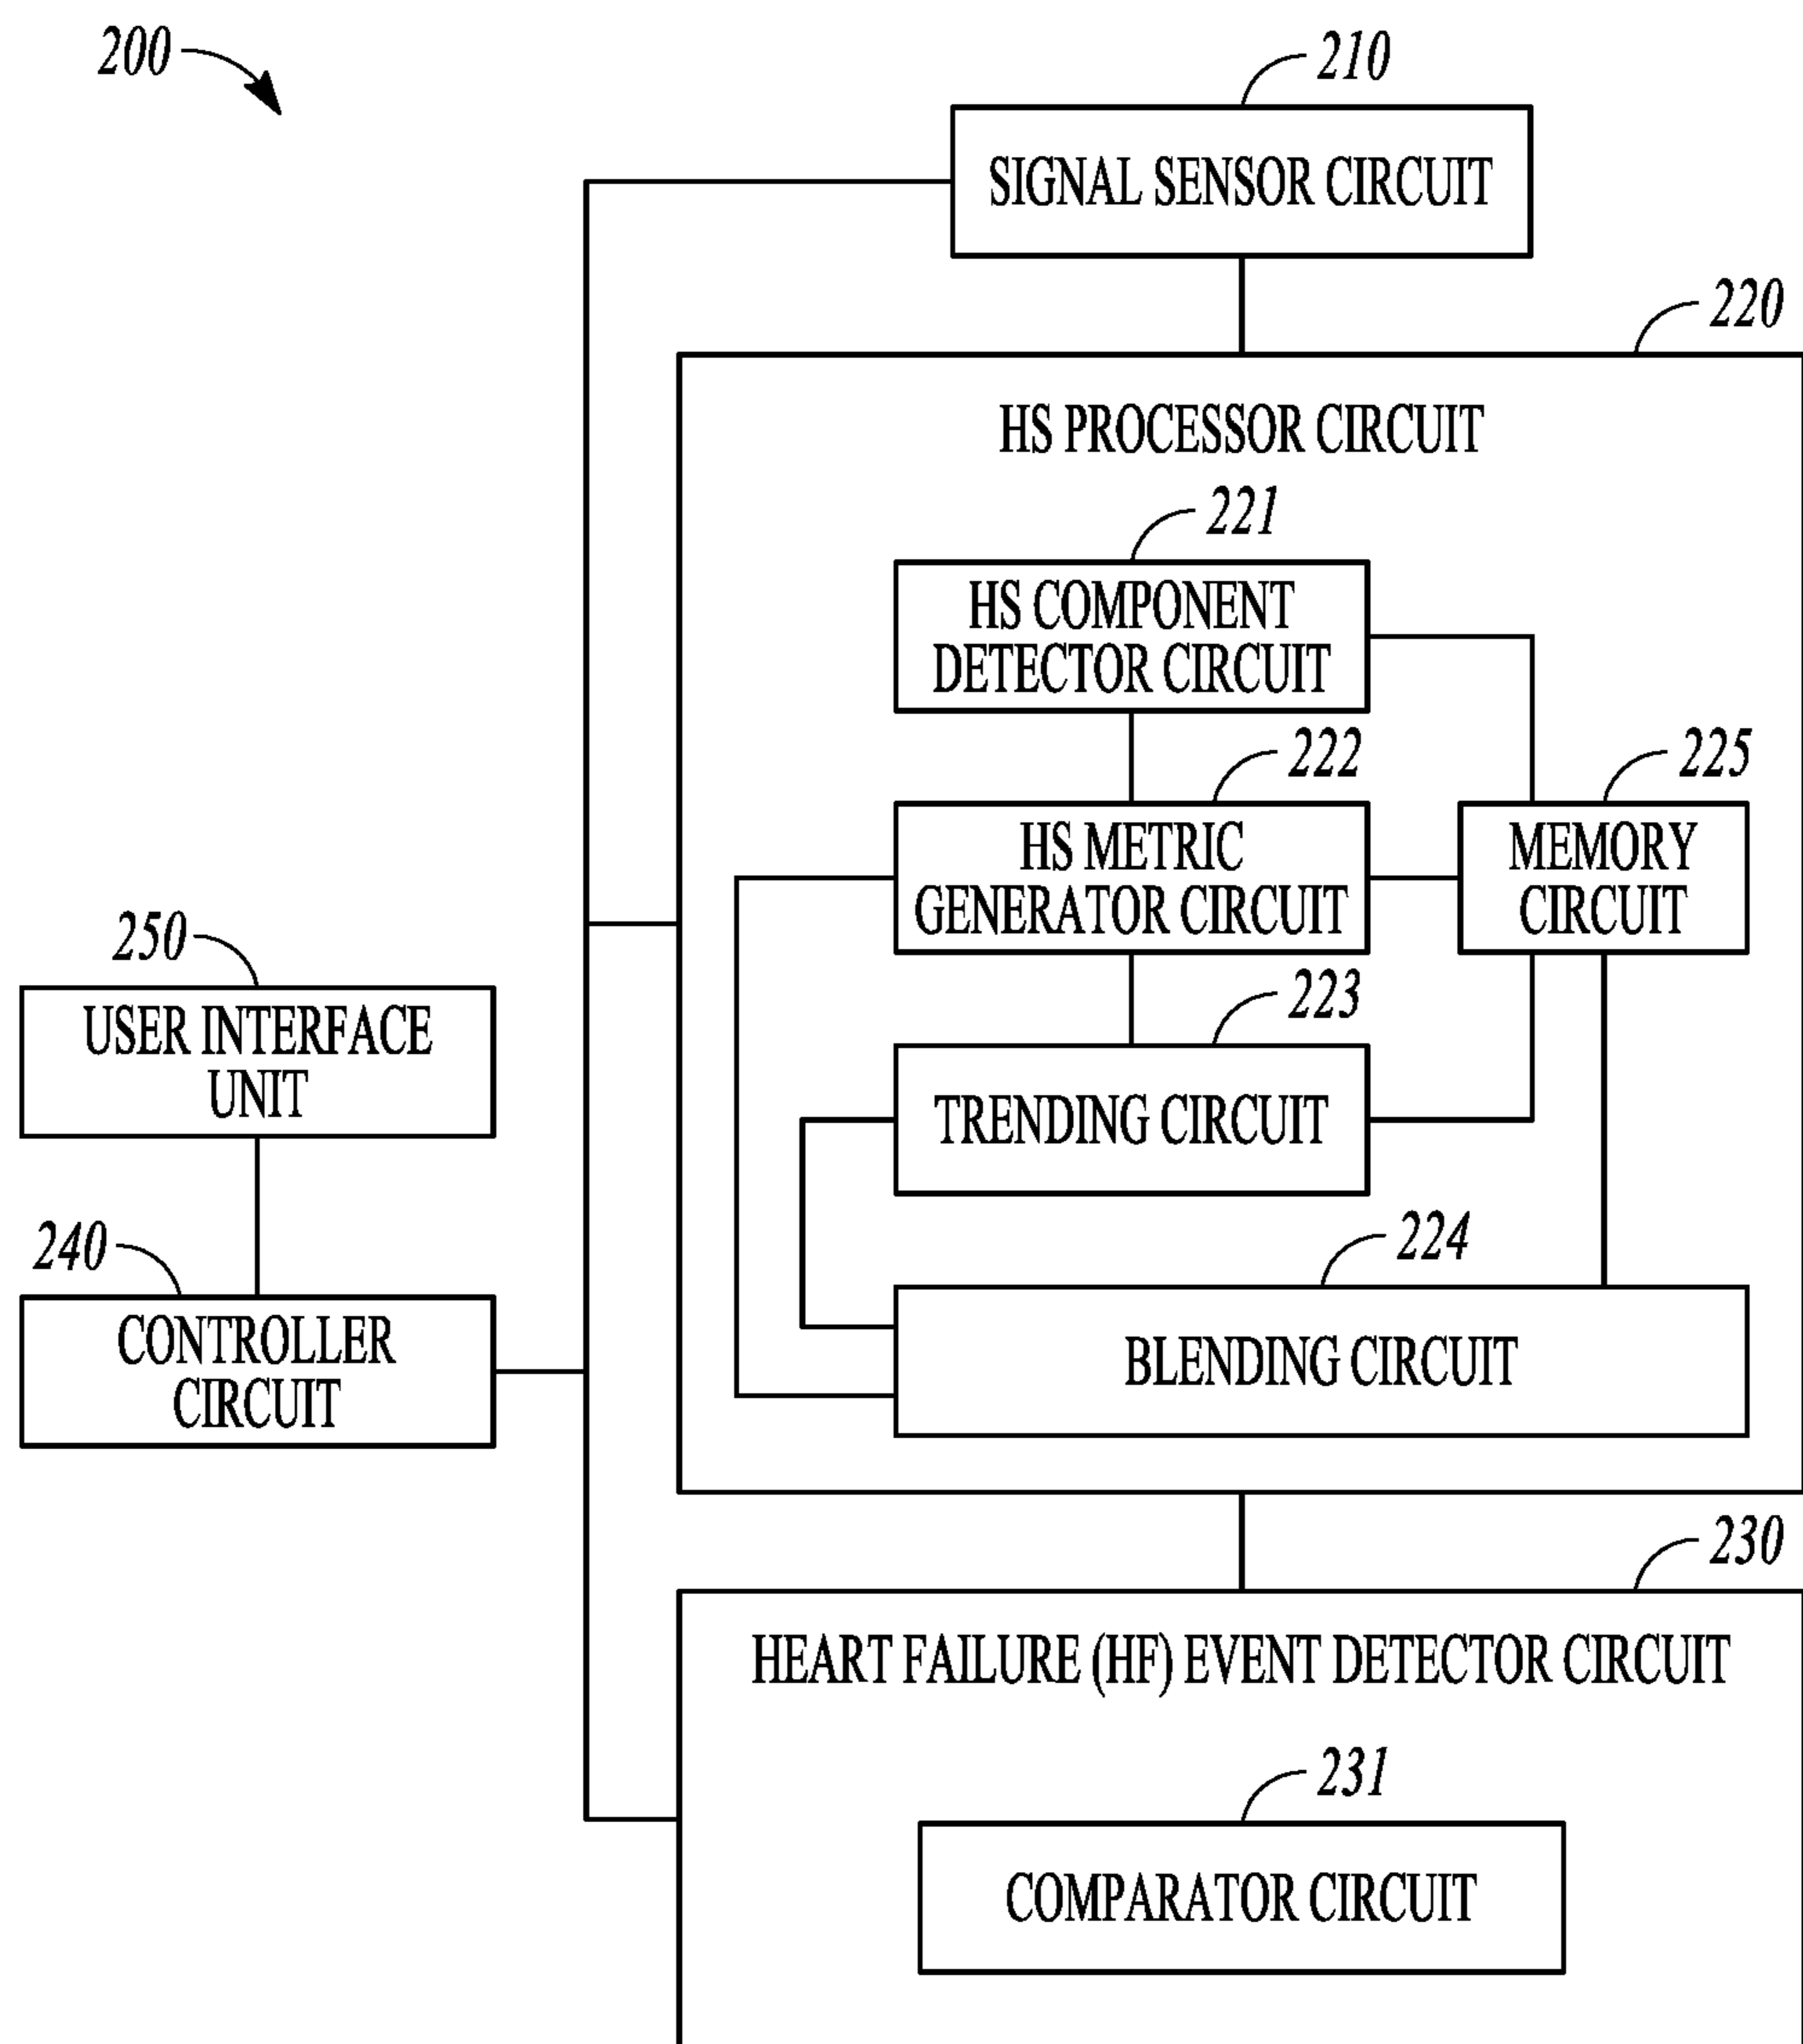 200
210
SIGNAL SENSOR CIRCUIT
220
HS PROCESSOR CIRCUIT
221
HS COMPONENT
DETECTOR CIRCUIT
222
225
HS METRIC
GENERATOR CIRCUIT
MEMORY
CIRCUIT
250
USER INTERFACE
UNIT
223
TRENDING CIRCUIT
240
CONTROLLER
CIRCUIT
224
BLENDING CIRCUIT
230
HEART FAILURE (HF) EVENT DETECTOR CIRCUIT
231
COMPARATOR CIRCUIT